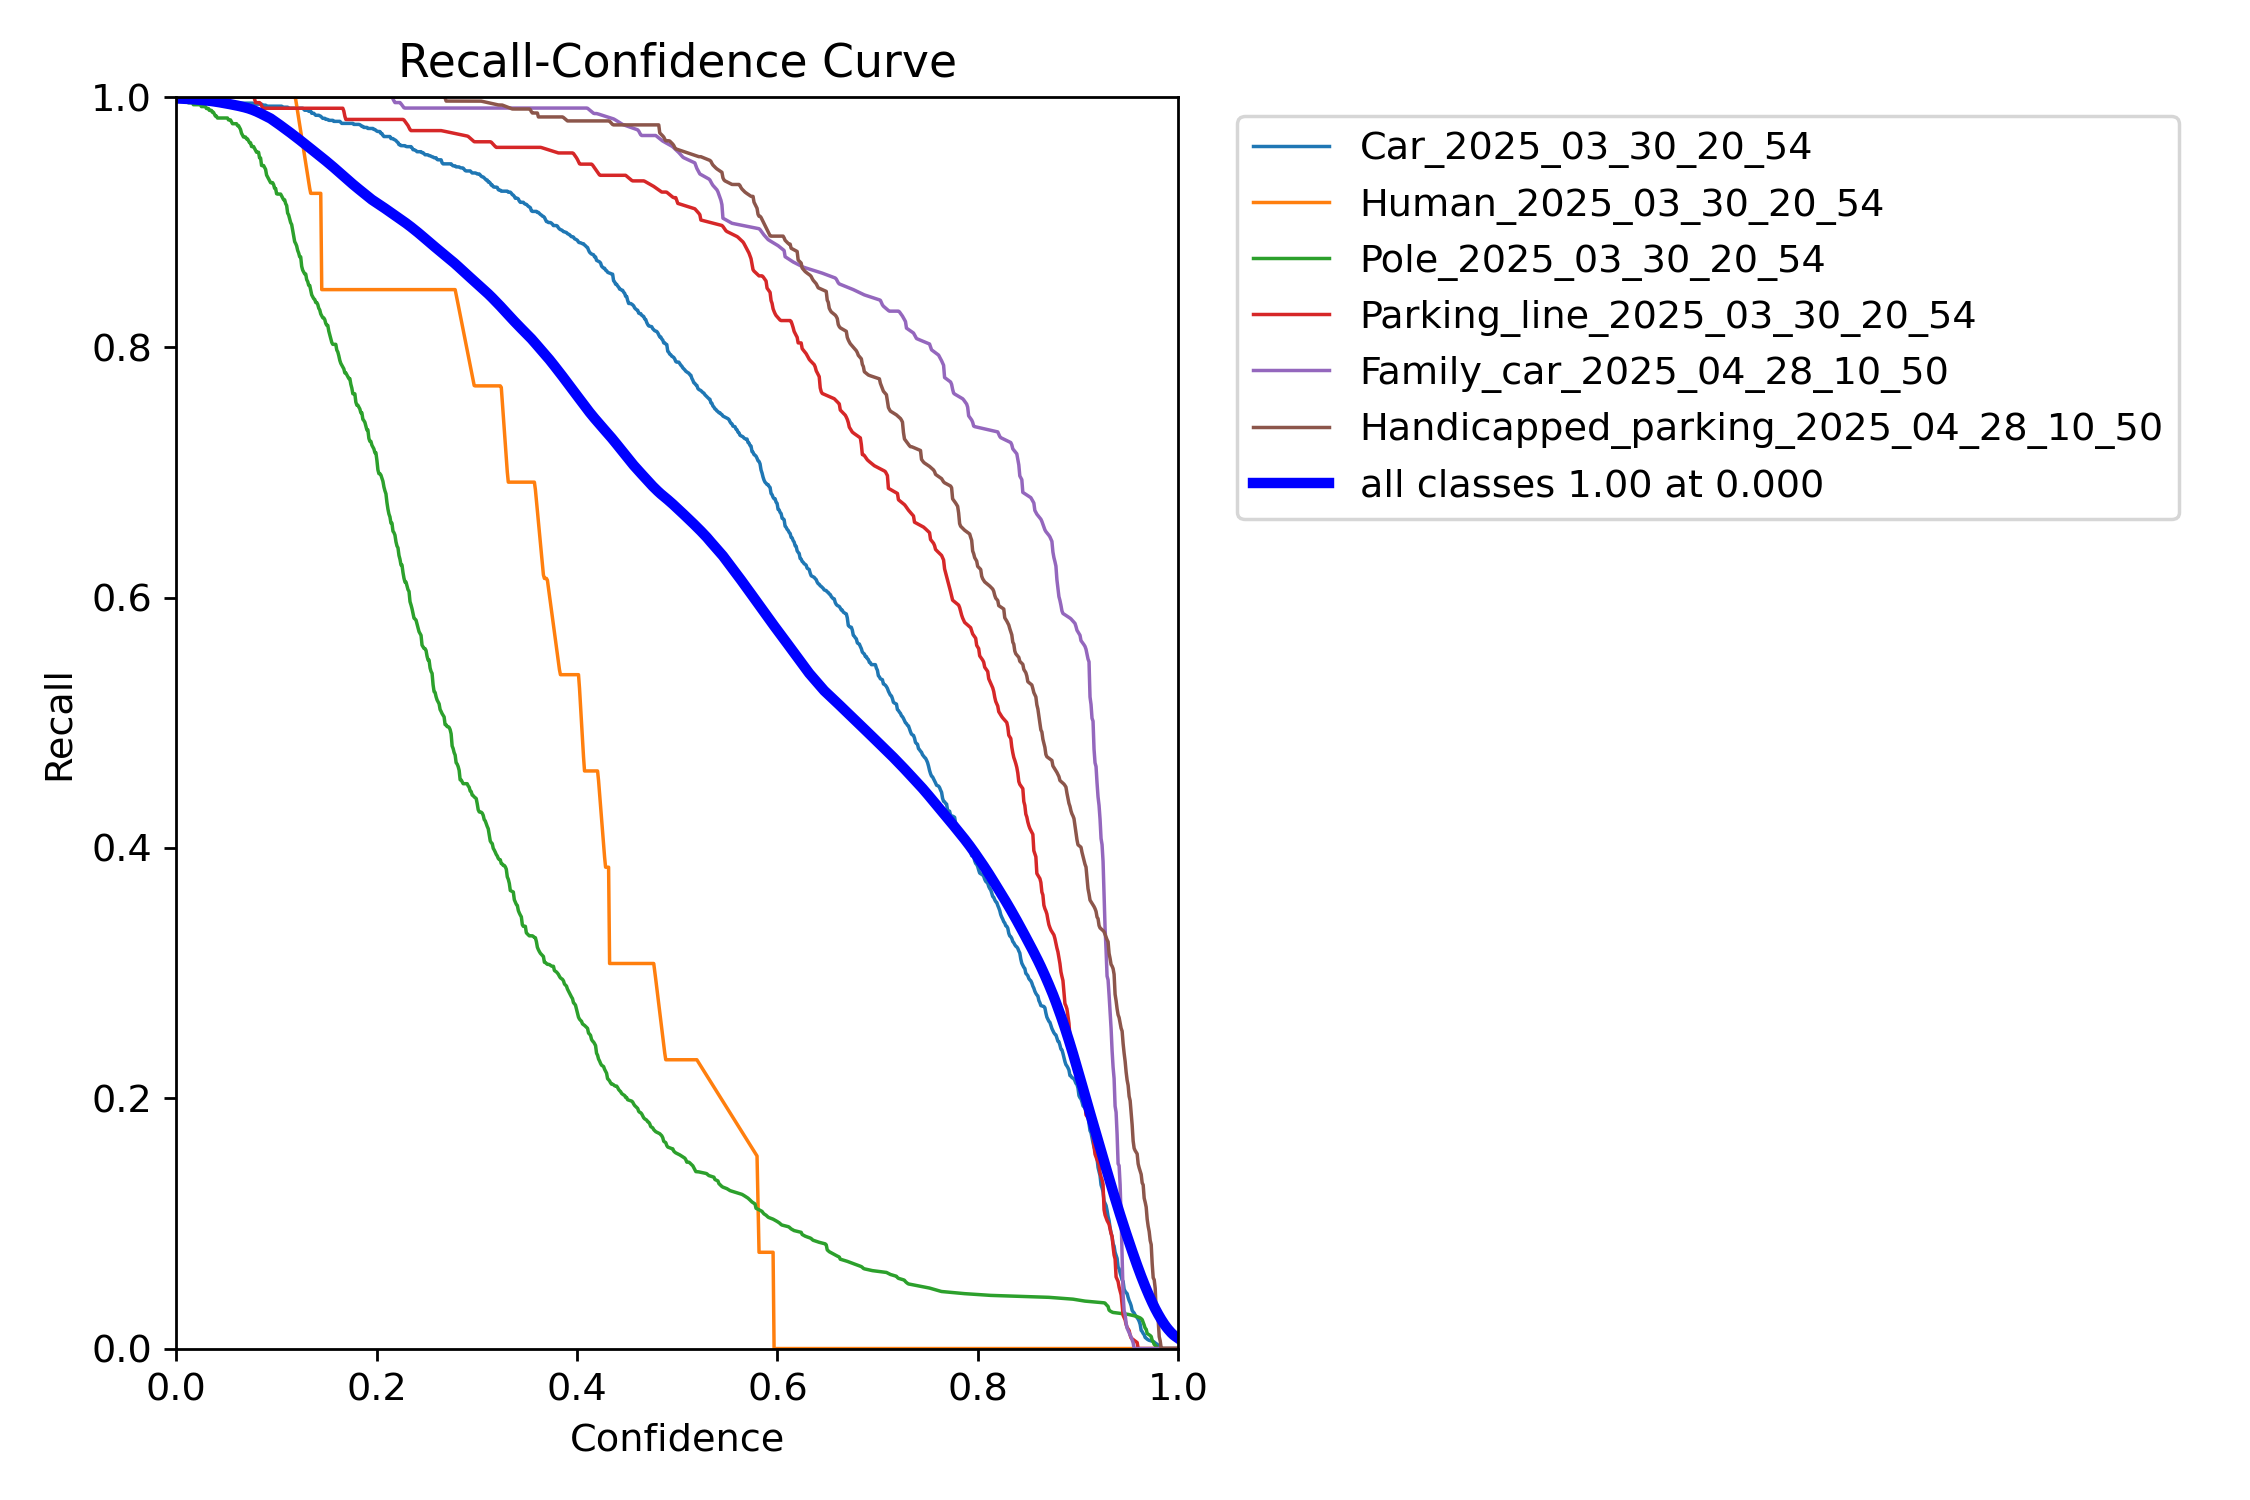 Recall-Confidence Curve
1.0
0.8
0.6
0.4
0.2
0.0
Recall
0.0 0.2 0.4 0.6 0.8 1.0
Confidence
Car_2025_03_30_20_54
Human_2025_03_30_20_54
Pole_2025_03_30_20_54
Parking_line_2025_03_30_20_54
Family_car_2025_04_28_10_50
Handicapped_parking_2025_04_28_10_50
all classes 1.00 at 0.000